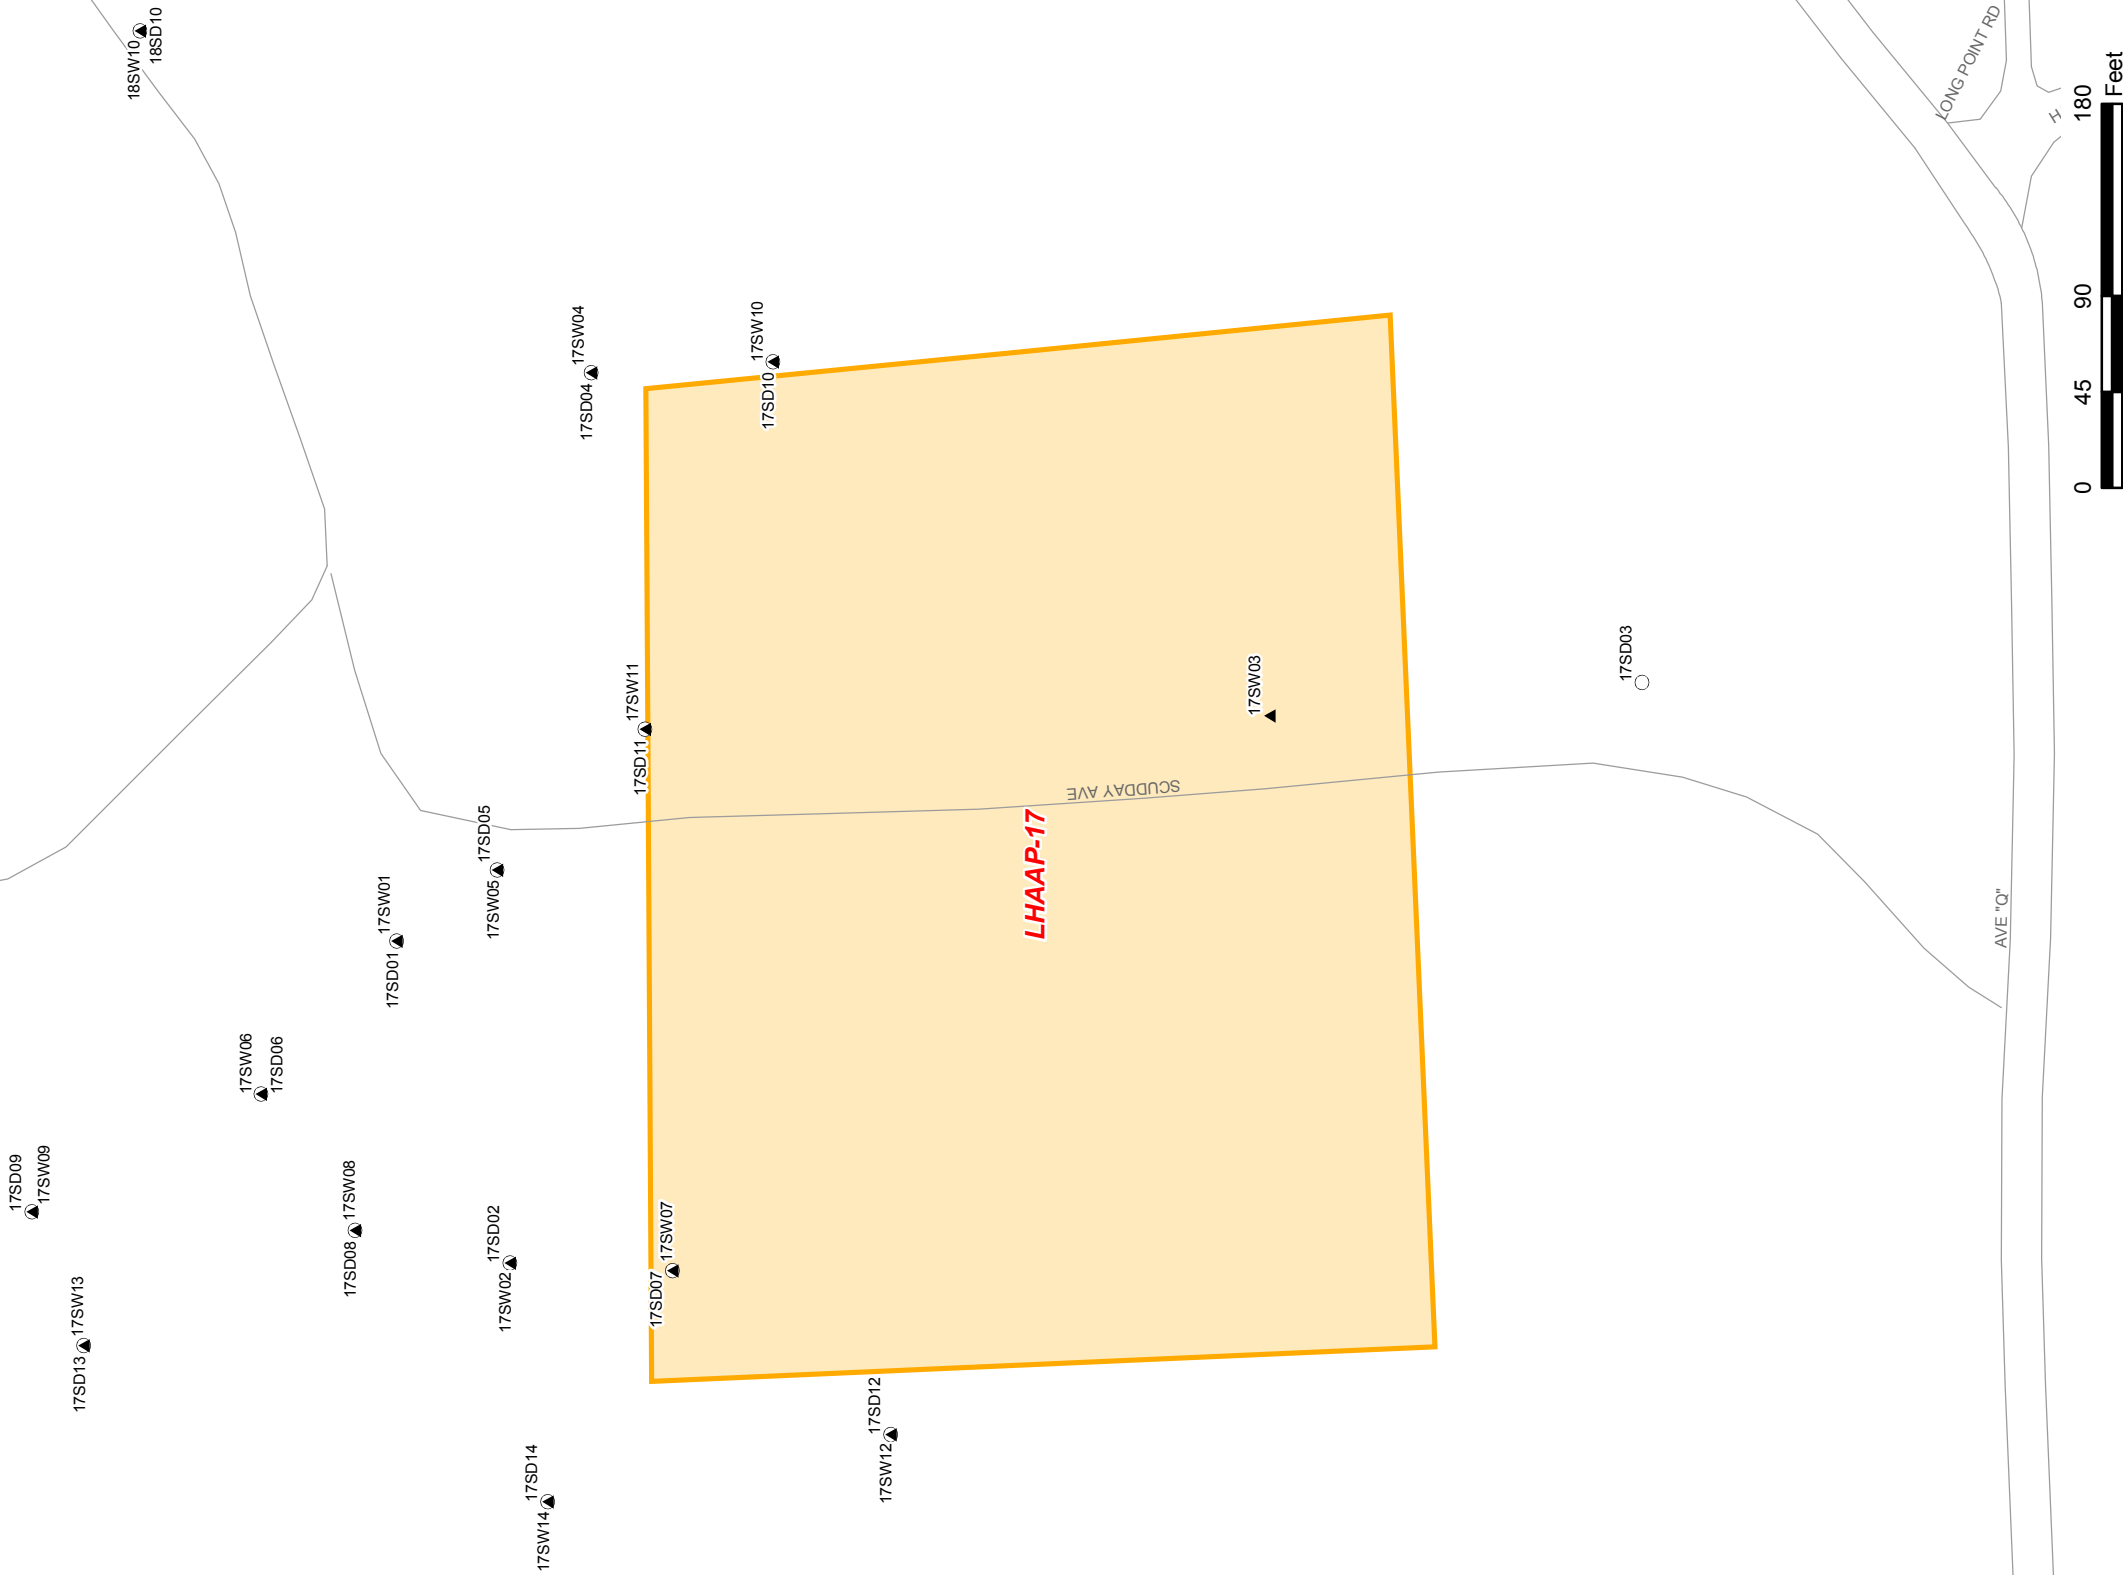 18SW10
18SD10
17SW04
17SD04
17SW10
17SD10
17SW11
17SD11
17SW03
17SD03
17SD05
17SW05
17SW01
17SD01
17SW06
17SD06
17SD09
17SW09
17SW08
17SD08
17SD02
17SW02
17SW07
17SD07
17SW13
17SD13
17SD12
17SW12
17SD14
17SW14
LHAAP-17
SCUDDAY AVE
AVE "Q"
LONG POINT RD
H
0 45 90 180
Feet